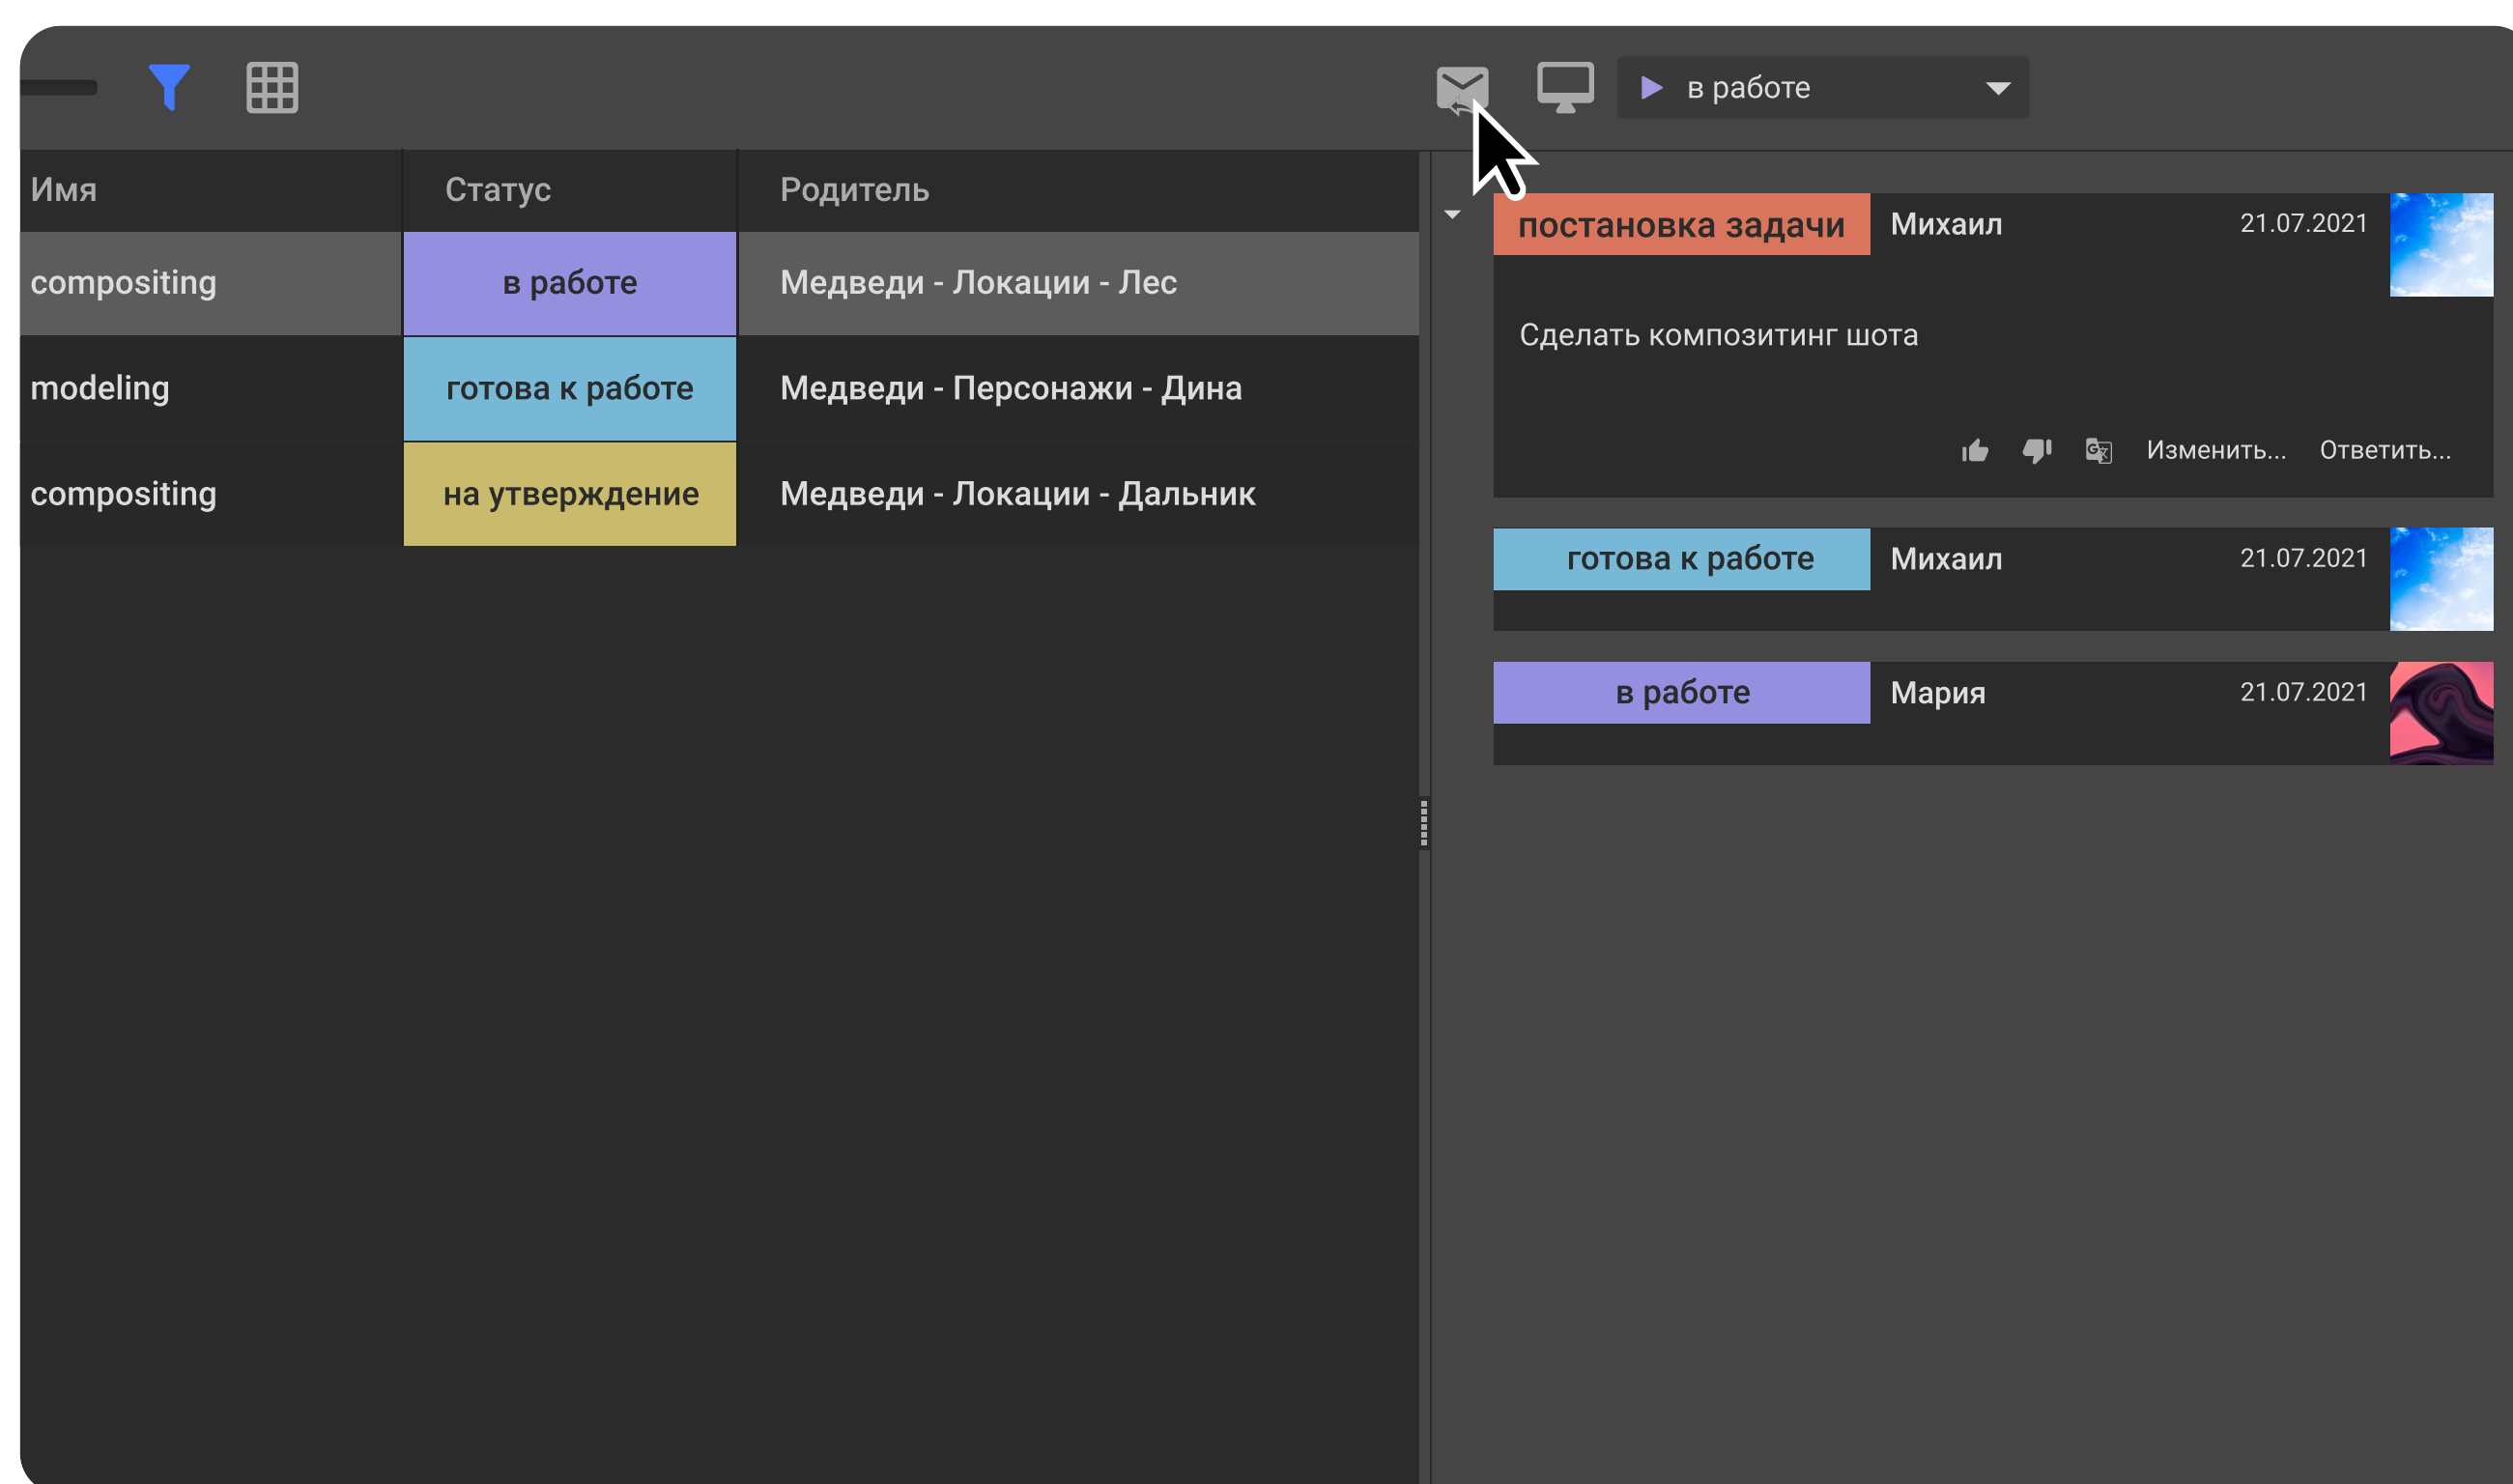 в работе
Имя Статус Родитель
compositing в работе Медведи - Локации - Лес
modeling готова к работе Медведи - Персонажи - Дина
compositing на утверждение Медведи - Локации - Дальник
постановка задачи Михаил 21.07.2021
Сделать композитинг шота
Изменить... Ответить...
готова к работе Михаил 21.07.2021
в работе Мария 21.07.2021